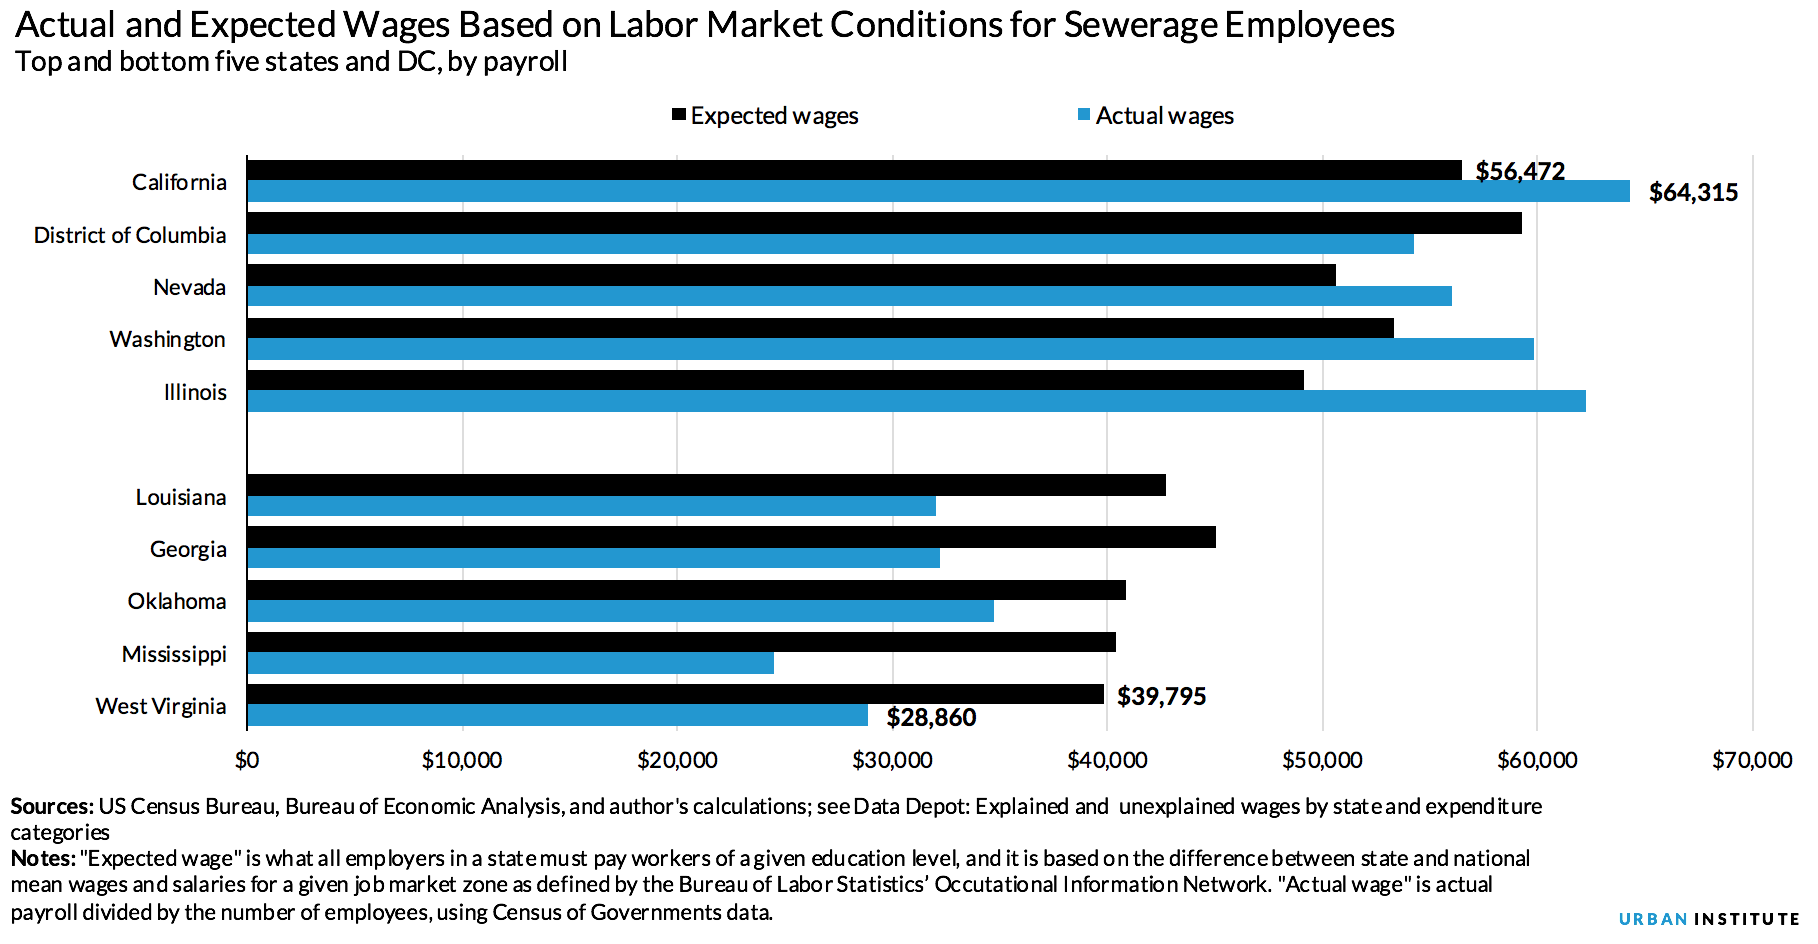 Actual and Expected Wages Based on Labor Market Conditions for Sewerage Employees
Top and bottom five states and DC, by payroll
Expected wages
Actual wages
California
$56,472
$64,315
District of Columbia
Nevada
Washington
Illinois
Louisiana
Georgia
Oklahoma
Mississippi
West Virginia
$39,795
$28,860
$0 $10,000 $20,000 $30,000 $40,000 $50,000 $60,000 $70,000
Sources: US Census Bureau, Bureau of Economic Analysis, and author's calculations; see Data Depot: Explained and unexplained wages by state and expenditure
categories
Notes: "Expected wage" is what all employers in a state must pay workers of a given education level, and it is based on the difference between state and national
mean wages and salaries for a given job market zone as defined by the Bureau of Labor Statistics’ Occutational Information Network. "Actual wage" is actual
payroll divided by the number of employees, using Census of Governments data.
URBAN INSTITUTE